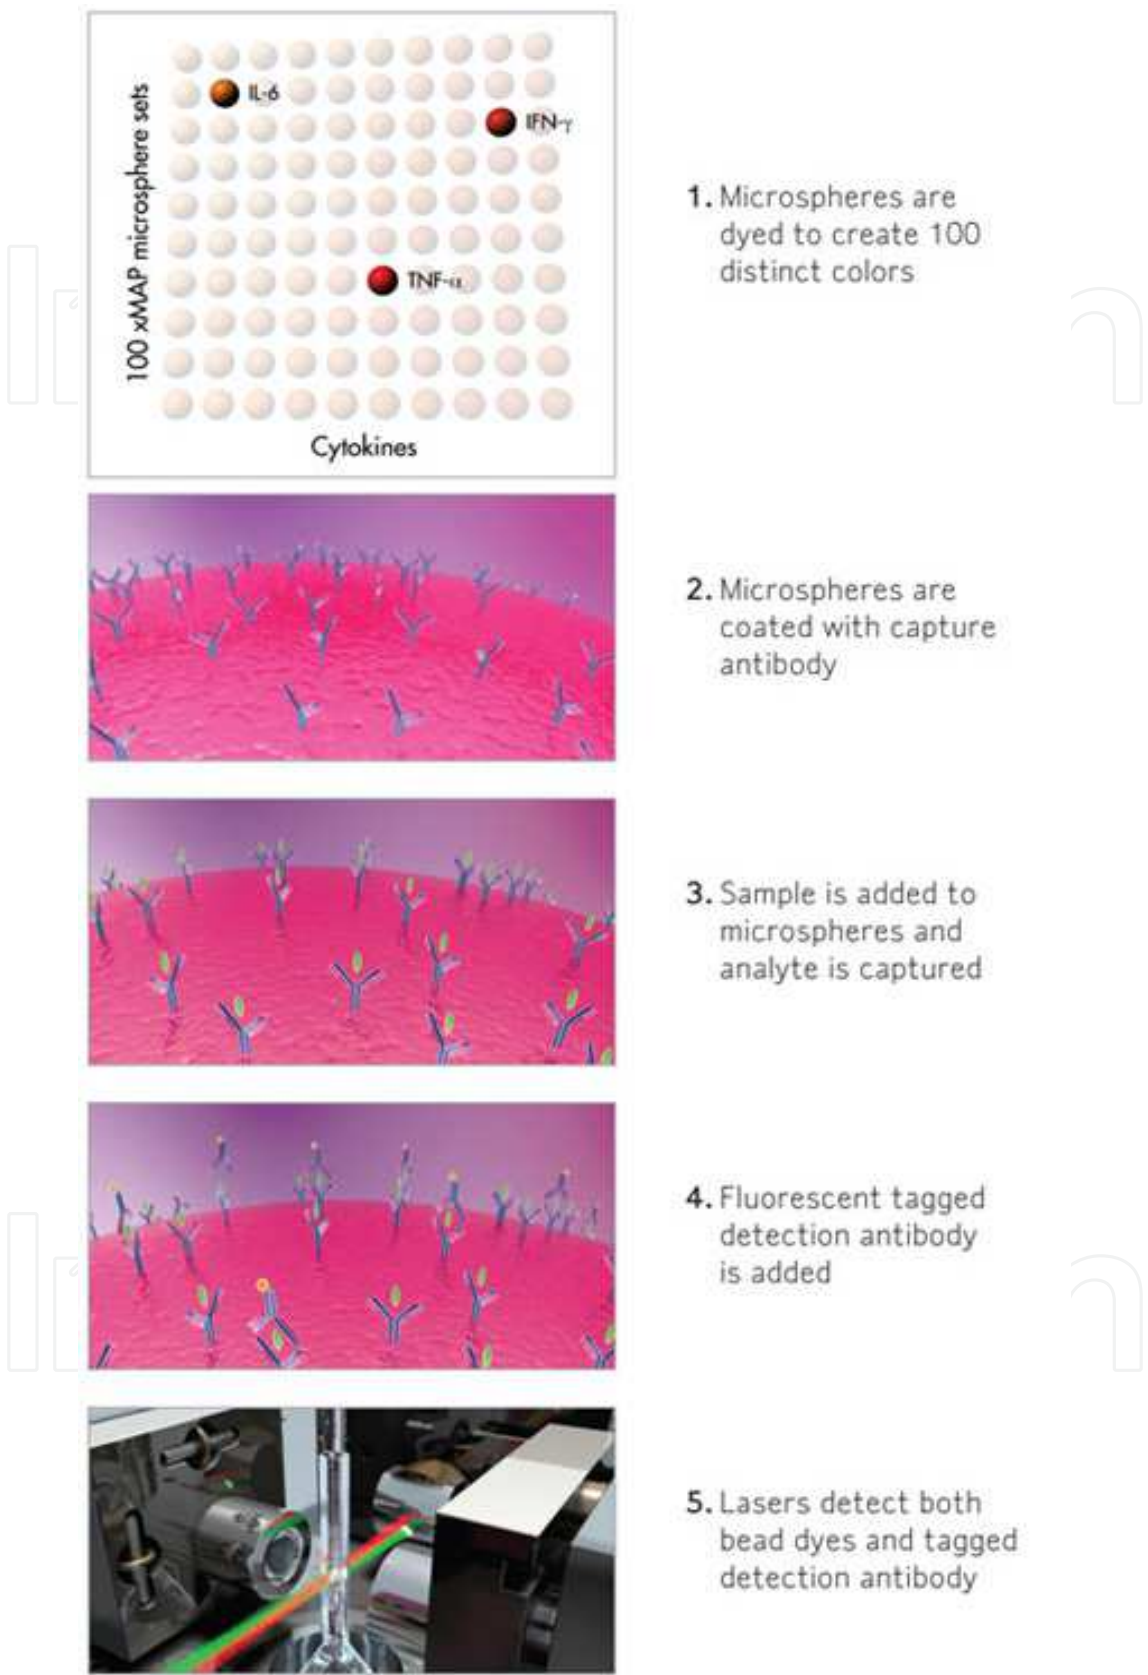 100 xMAP microsphere sets
IL-6
IFN-γ
TNF-α
Cytokines
1. Microspheres are
dyed to create 100
distinct colors
2. Microspheres are
coated with capture
antibody
3. Sample is added to
microspheres and
analyte is captured
4. Fluorescent tagged
detection antibody
is added
5. Lasers detect both
bead dyes and tagged
detection antibody